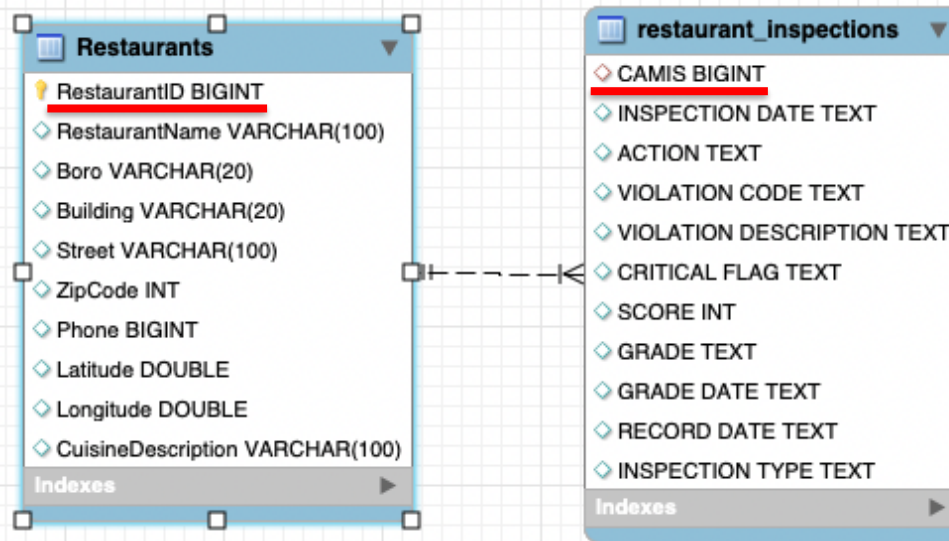 Restaurants
RestaurantID BIGINT
RestaurantName VARCHAR(100)
Boro VARCHAR(20)
Building VARCHAR(20)
Street VARCHAR(100)
ZipCode INT
Phone BIGINT
Latitude DOUBLE
Longitude DOUBLE
CuisineDescription VARCHAR(100)
Indexes
restaurant_inspections
CAMIS BIGINT
INSPECTION DATE TEXT
ACTION TEXT
VIOLATION CODE TEXT
VIOLATION DESCRIPTION TEXT
CRITICAL FLAG TEXT
SCORE INT
GRADE TEXT
GRADE DATE TEXT
RECORD DATE TEXT
INSPECTION TYPE TEXT
Indexes